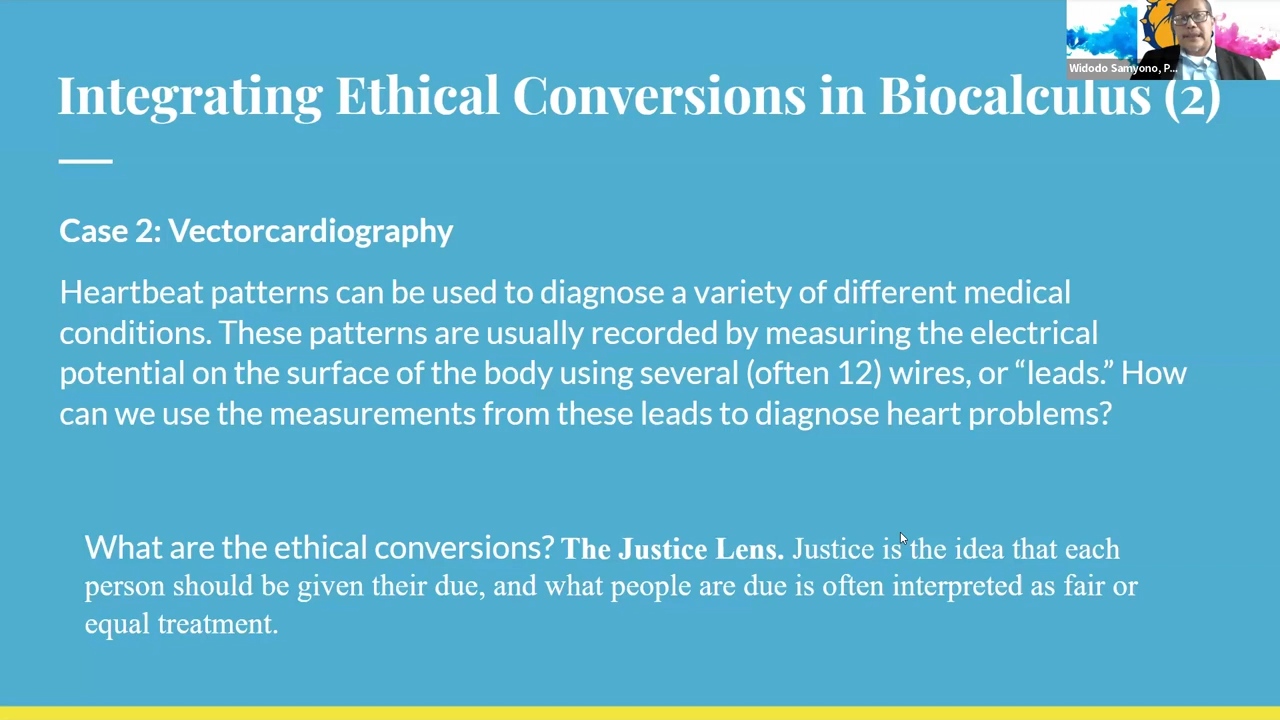 Widodo Samyono, P...
Integrating Ethical Conversions in Biocalculus (2)
Case 2: Vectorcardiography
Heartbeat patterns can be used to diagnose a variety of different medical
conditions. These patterns are usually recorded by measuring the electrical
potential on the surface of the body using several (often 12) wires, or “leads.” How
can we use the measurements from these leads to diagnose heart problems?
What are the ethical conversions? The Justice Lens. Justice is the idea that each
person should be given their due, and what people are due is often interpreted as fair or
equal treatment.